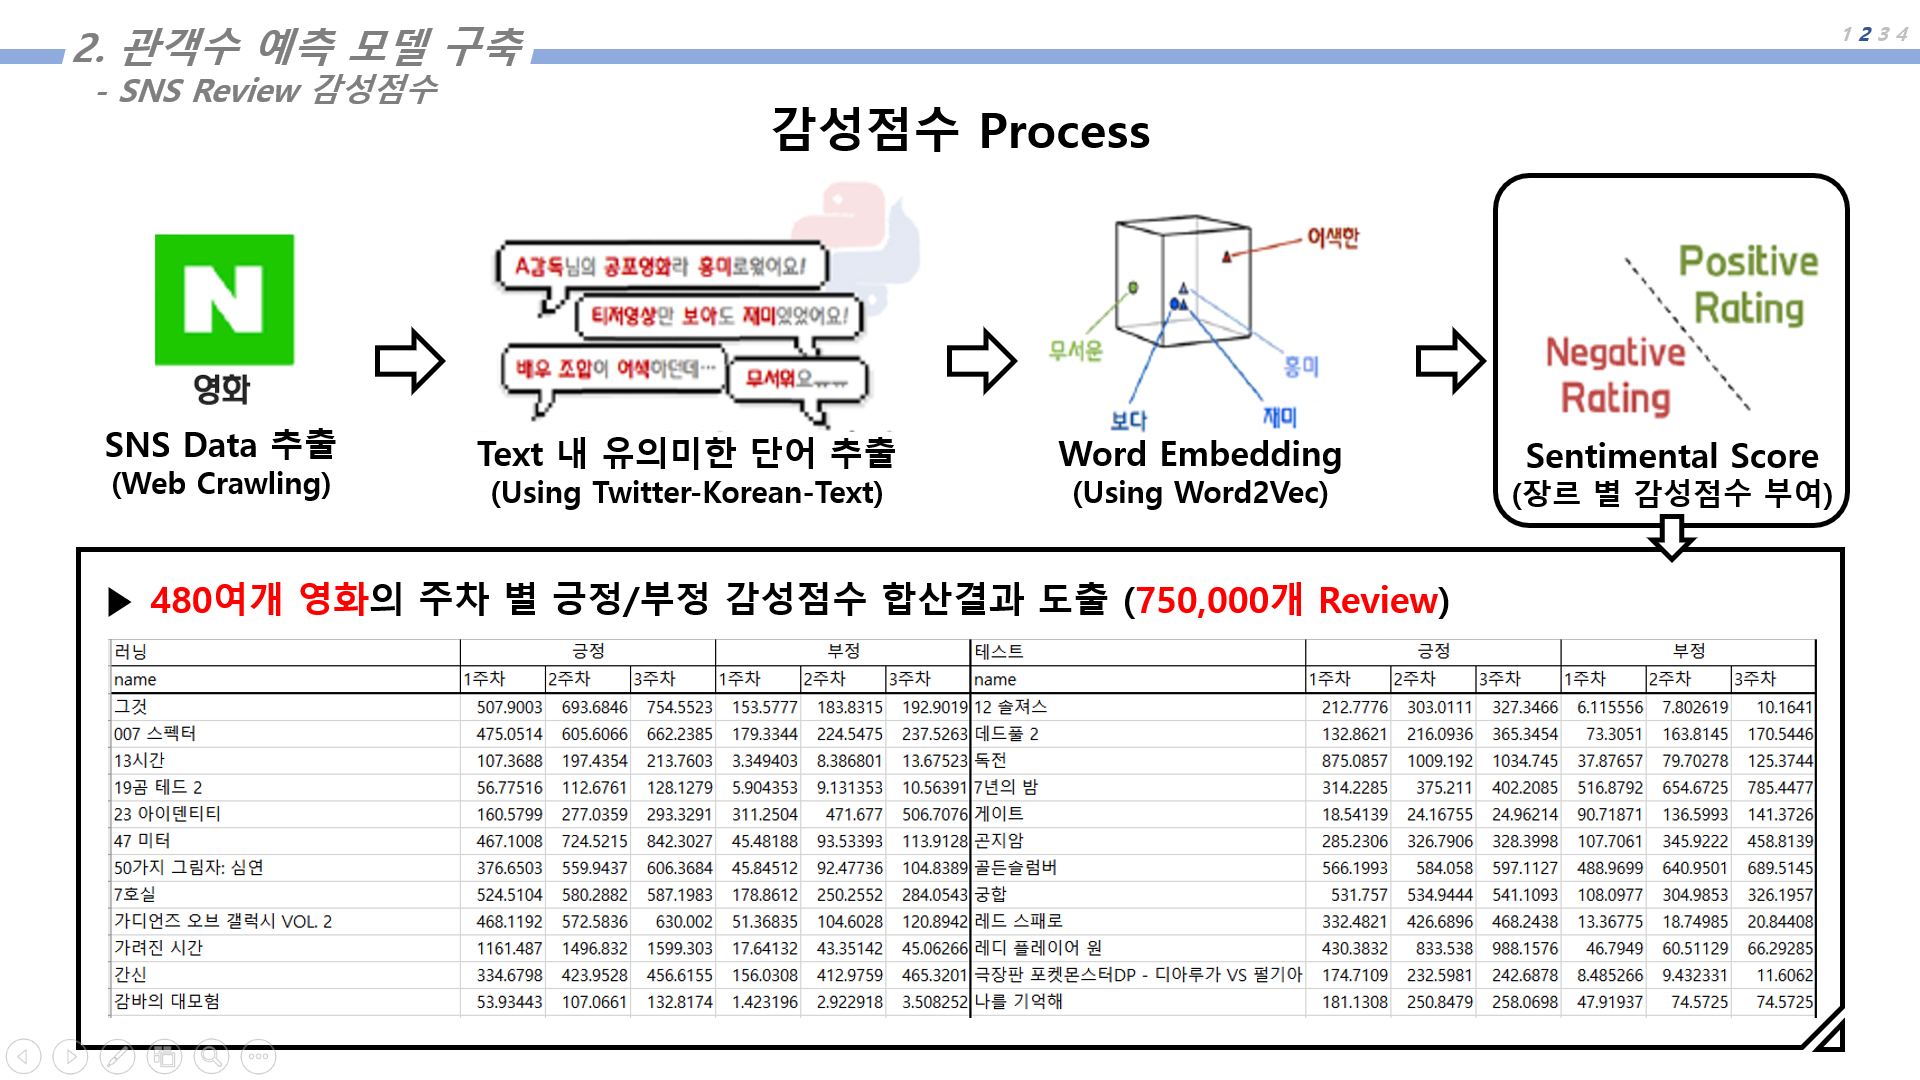 2. 관객수 예측 모델 구축
- SNS Review 감성점수
1 2 3 4
감성점수 Process
N
영화
SNS Data 추출
(Web Crawling)
A감독님의 공포영화라 흥미로웠어요!
티저영상만 보아도 재미있었어요!
배우 조합이 어색하던데…
무서워요ㅠㅠ
Text 내 유의미한 단어 추출
(Using Twitter-Korean-Text)
어색한
무서운
흥미
보다
재미
Word Embedding
(Using Word2Vec)
Positive
Rating
Negative
Rating
Sentimental Score
(장르 별 감성점수 부여)
▶ 480여개 영화의 주차 별 긍정/부정 감성점수 합산결과 도출 (750,000개 Review)
러닝 긍정 부정 테스트 긍정 부정
name 1주차 2주차 3주차 1주차 2주차 3주차 name 1주차 2주차 3주차 1주차 2주차 3주차
그것 507.9003 693.6846 754.5523 153.5777 183.8315 192.9019 12 솔져스 212.7776 303.0111 327.3466 6.115556 7.802619 10.1641
007 스펙터 475.0514 605.6066 662.2385 179.3344 224.5475 237.5263 데드풀 2 132.8621 216.0936 365.3454 73.3051 163.8145 170.5446
13시간 107.3688 197.4354 213.7603 3.349403 8.386801 13.67523 독전 875.0857 1009.192 1034.745 37.87657 79.70278 125.3744
19곰 테드 2 56.77516 112.6761 128.1279 5.904353 9.131353 10.56391 7년의 밤 314.2285 375.211 402.2085 516.8792 654.6725 785.4477
23 아이덴티티 160.5799 277.0359 293.3291 311.2504 471.677 506.7076 게이트 18.54139 24.16755 24.96214 90.71871 136.5993 141.3726
47 미터 467.1008 724.5215 842.3027 45.48188 93.53393 113.9128 곤지암 285.2306 326.7906 328.3998 107.7061 345.9222 458.8139
50가지 그림자: 심연 376.6503 559.9437 606.3684 45.84512 92.47736 104.8389 골든슬럼버 566.1993 584.058 597.1127 488.9699 640.9501 689.5145
7호실 524.5104 580.2882 587.1983 178.8612 250.2552 284.0543 궁합 531.757 534.9444 541.1093 108.0977 304.9853 326.1957
가디언즈 오브 갤럭시 VOL. 2 468.1192 572.5836 630.002 51.36835 104.6028 120.8942 레드 스패로 332.4821 426.6896 468.2438 13.36775 18.74985 20.84408
가려진 시간 1161.487 1496.832 1599.303 17.64132 43.35142 45.06266 레디 플레이어 원 430.3832 833.538 988.1576 46.7949 60.51129 66.29285
간신 334.6798 423.9528 456.6155 156.0308 412.9759 465.3201 극장판 포켓몬스터DP - 디아루가 VS 펄기아 174.7109 232.5981 242.6878 8.485266 9.432331 11.6062
감바의 대모험 53.93443 107.0661 132.8174 1.423196 2.922918 3.508252 나를 기억해 181.1308 250.8479 258.0698 47.91937 74.5725 74.5725